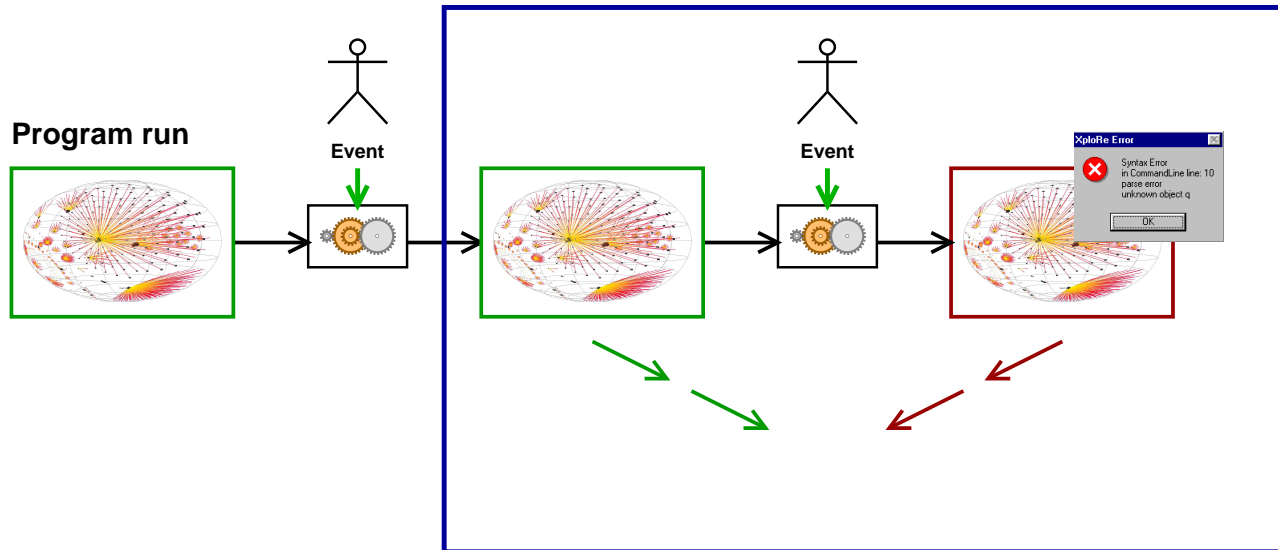 Program run
Event
Event
XploRe Error
Syntax Error
in CommandLine line: 10
parse error
unknown object q
OK